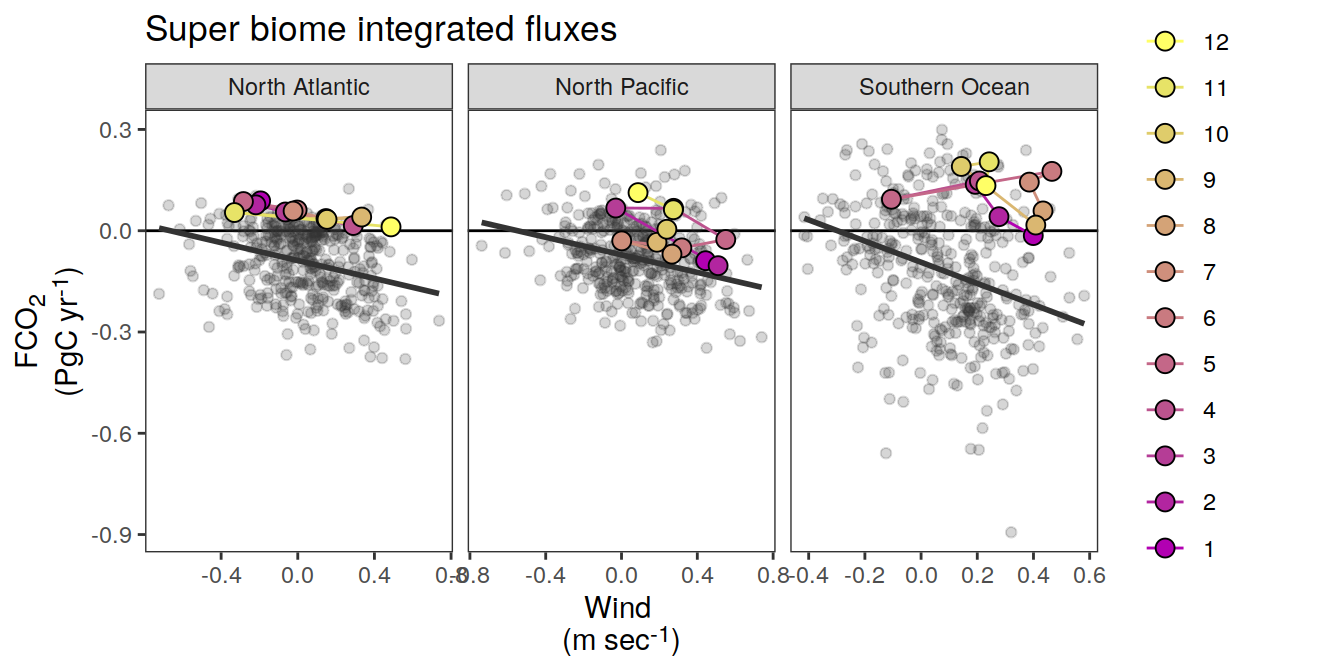 Super biome integrated fluxes
North Atlantic
North Pacific
Southern Ocean
0.3
0.0
-0.3
-0.6
-0.9
FCO2
(PgC yr-1)
-0.4 0.0 0.4 0.8
-0.8 -0.4 0.0 0.4 0.8
-0.4 -0.2 0.0 0.2 0.4 0.6
Wind
(m sec-1)
12
11
10
9
8
7
6
5
4
3
2
1